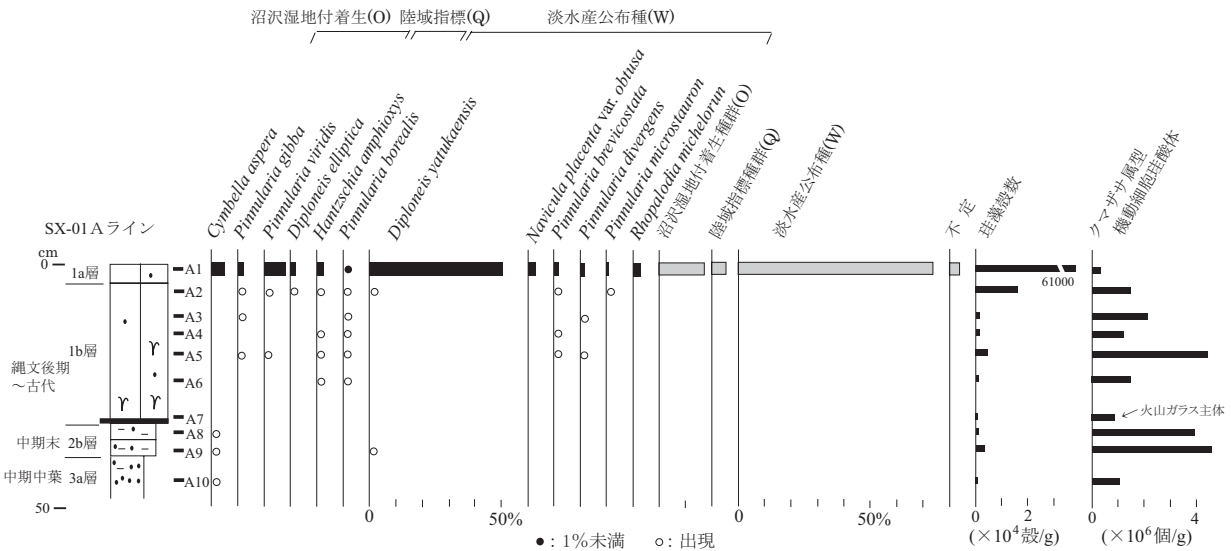 沼沢湿地付着生(O) 陸域指標(Q) 淡水産公布種(W)
Cymbella aspera
Pinnularia gibba
Pinnularia viridis
Diploneis elliptica
Hantzschia amphioxys
Pinnularia borealis
Diploneis yatukaensis
Navicula placenta var. obtusa
Pinnularia brevicostata
Pinnularia divergens
Pinnularia microstauron
Rhopalodia michelorun
沼沢湿地付着生種群(O)
陸域指標種群(Q)
淡水産公布種(W)
不 定
珪藻殻数
クマザサ属型
機動細胞珪酸体
SX-01Aライン
cm
0
1a層
1b層
縄文後期
～古代
中期末 2b層
中期中葉 3a層
50
A1
A2
A3
A4
A5
A6
A7
A8
A9
A10
61000
火山ガラス主体
0 50%
0 50%
0 2
(×10⁴殻/g)
0 2 4
(×10⁶個/g)
●：1％未満 ○：出現